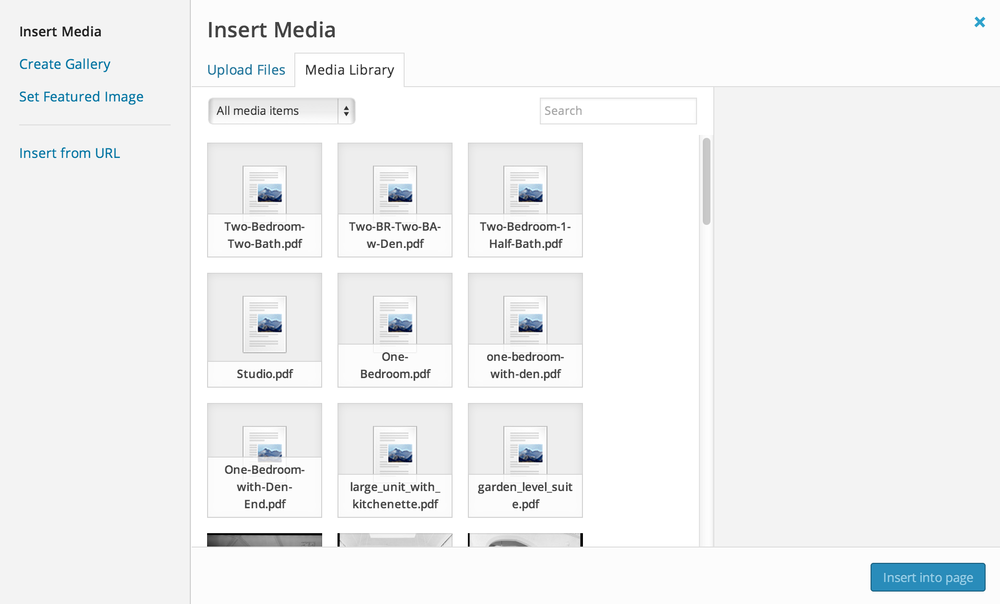 Insert Media
Create Gallery
Set Featured Image
Insert from URL
Insert Media
Upload Files
Media Library
All media items
Search
Two-Bedroom-
Two-Bath.pdf
Two-BR-Two-BA-
w-Den.pdf
Two-Bedroom-1-
Half-Bath.pdf
Studio.pdf
One-
Bedroom.pdf
one-bedroom-
with-den.pdf
One-Bedroom-
with-Den-
End.pdf
large_unit_with_
kitchenette.pdf
garden_level_suit
e.pdf
Insert into page